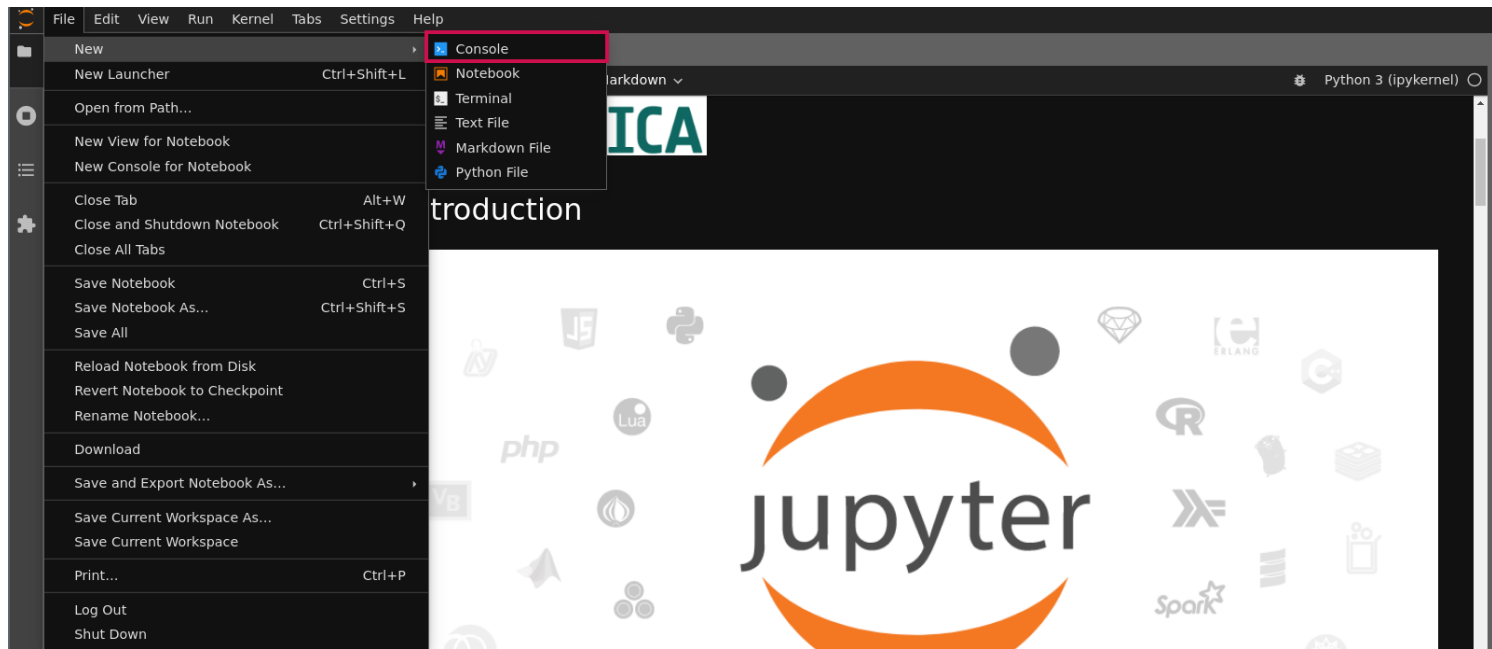 File Edit View Run Kernel Tabs Settings Help
New
New Launcher Ctrl+Shift+L
Open from Path...
New View for Notebook
New Console for Notebook
Close Tab Alt+W
Close and Shutdown Notebook Ctrl+Shift+Q
Close All Tabs
Save Notebook Ctrl+S
Save Notebook As... Ctrl+Shift+S
Save All
Reload Notebook from Disk
Revert Notebook to Checkpoint
Rename Notebook...
Download
Save and Export Notebook As...
Save Current Workspace As...
Save Current Workspace
Print... Ctrl+P
Log Out
Shut Down
Console
Notebook
Terminal
Text File
Markdown File
Python File
arkdown
Python 3 (ipykernel)
ICA
troduction
JS
ERLANG
Lua
php
R
VB
jupyter
Spark